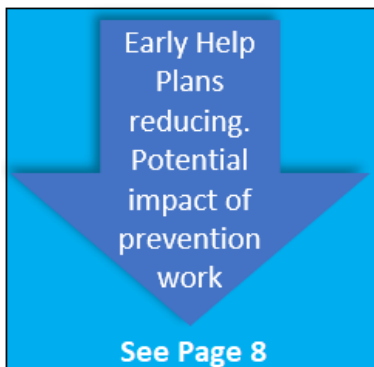 Early Help
Plans
reducing.
Potential
impact of
prevention
work
See Page 8